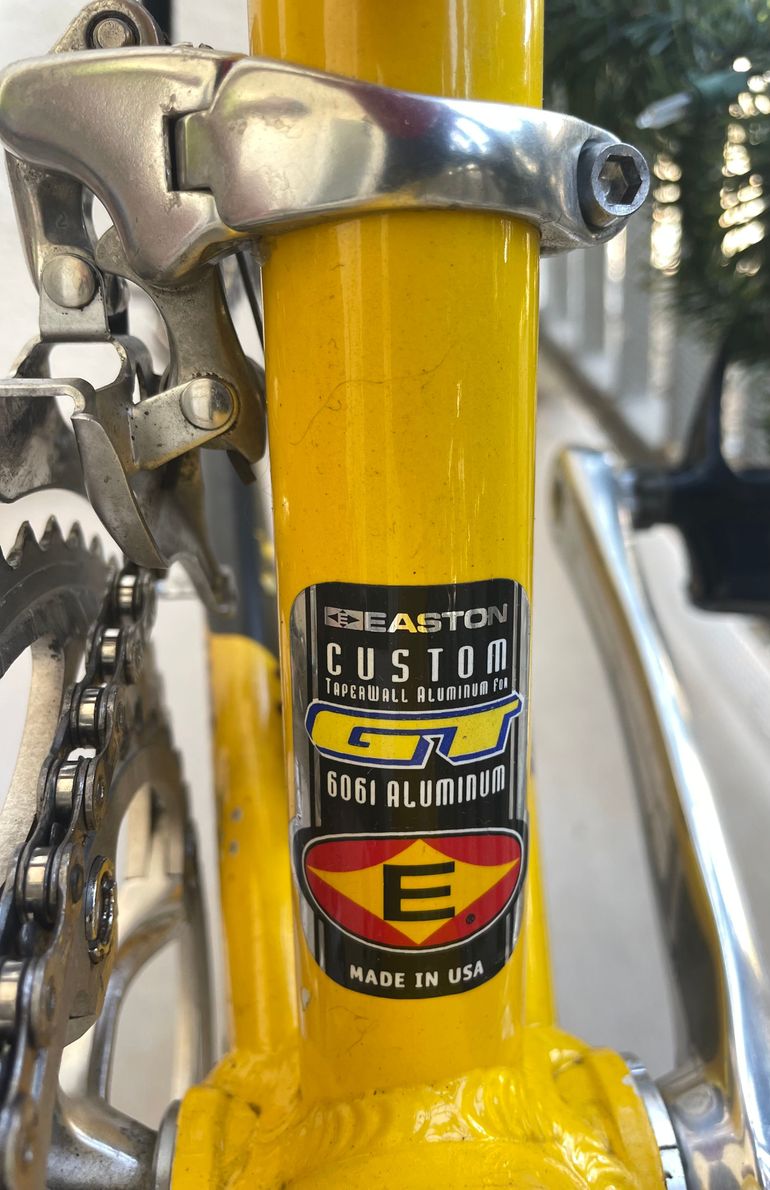 E EASTON
CUSTOM
TAPERWALL ALUMINUM FOR
GT
6061 ALUMINUM
E ®
MADE IN USA